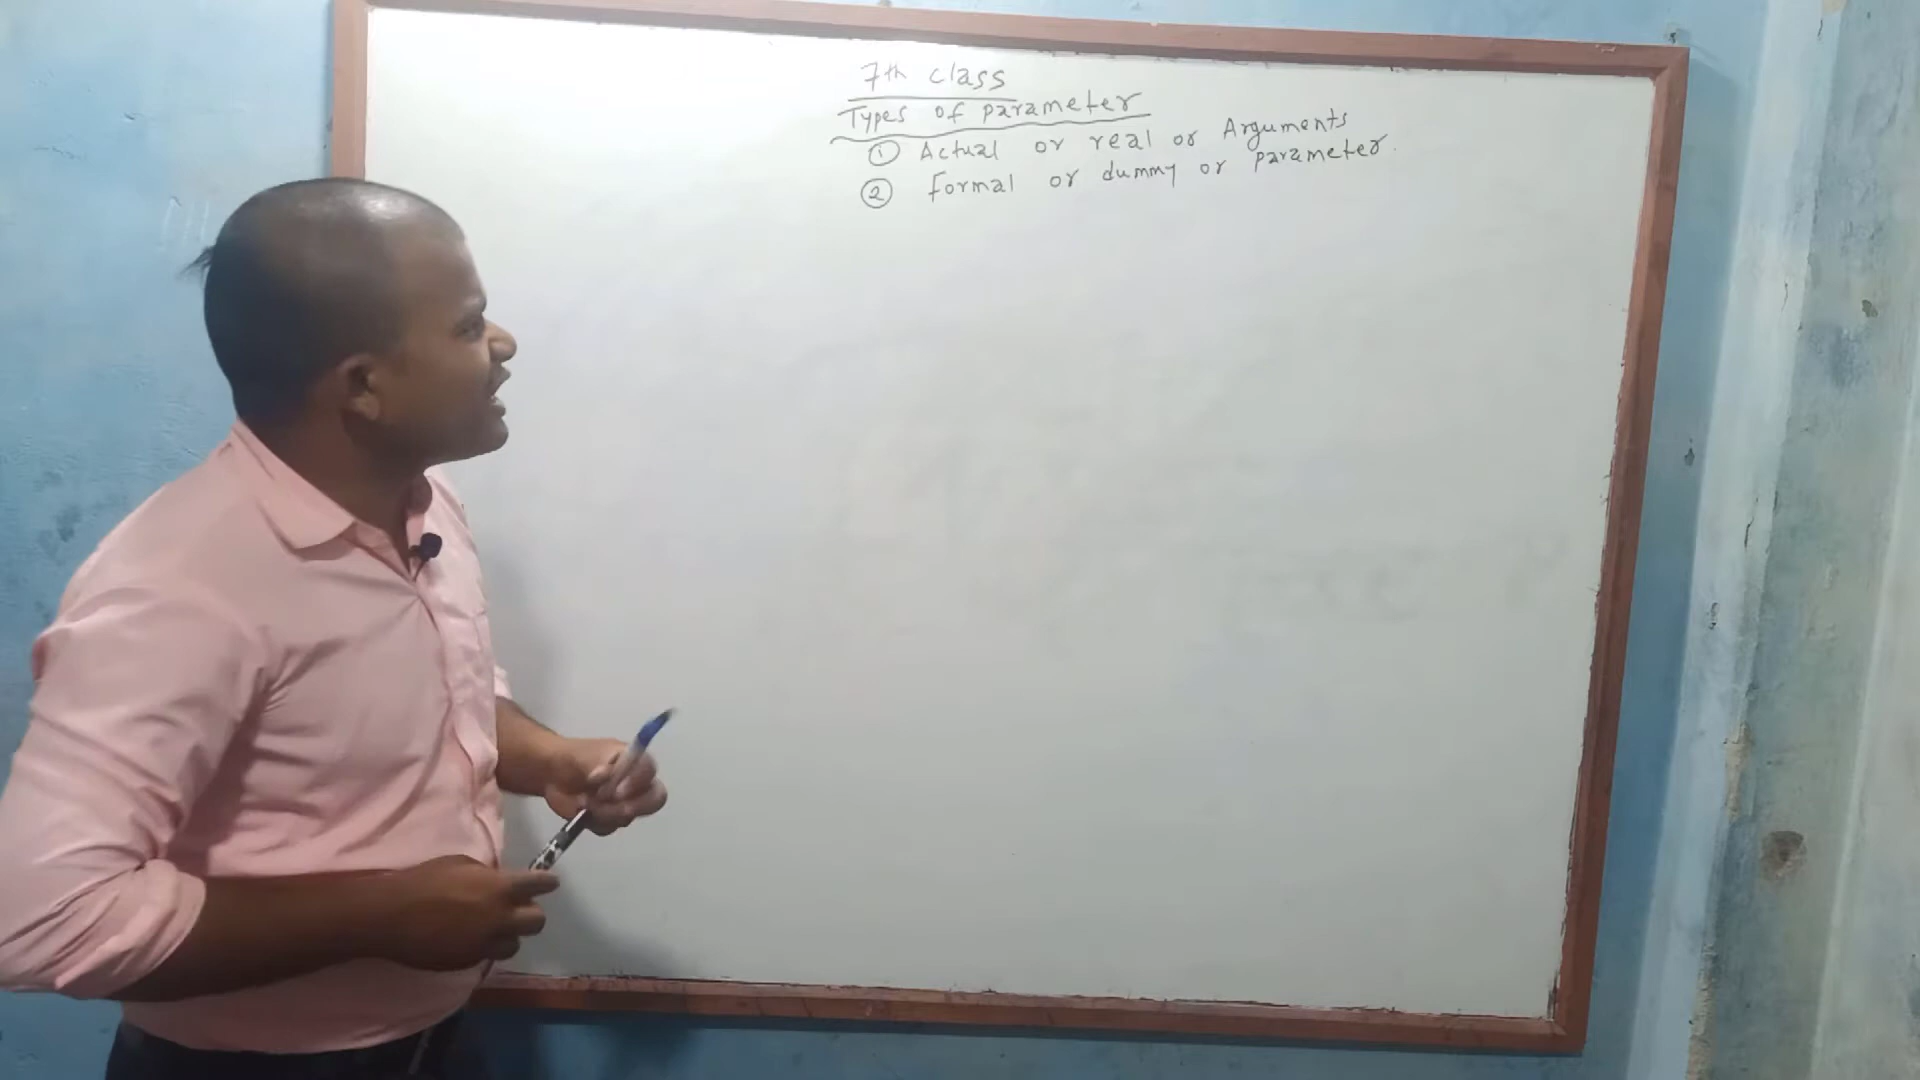 7th class
Types of parameter
① Actual or real or Arguments
② formal or dummy or parameter.